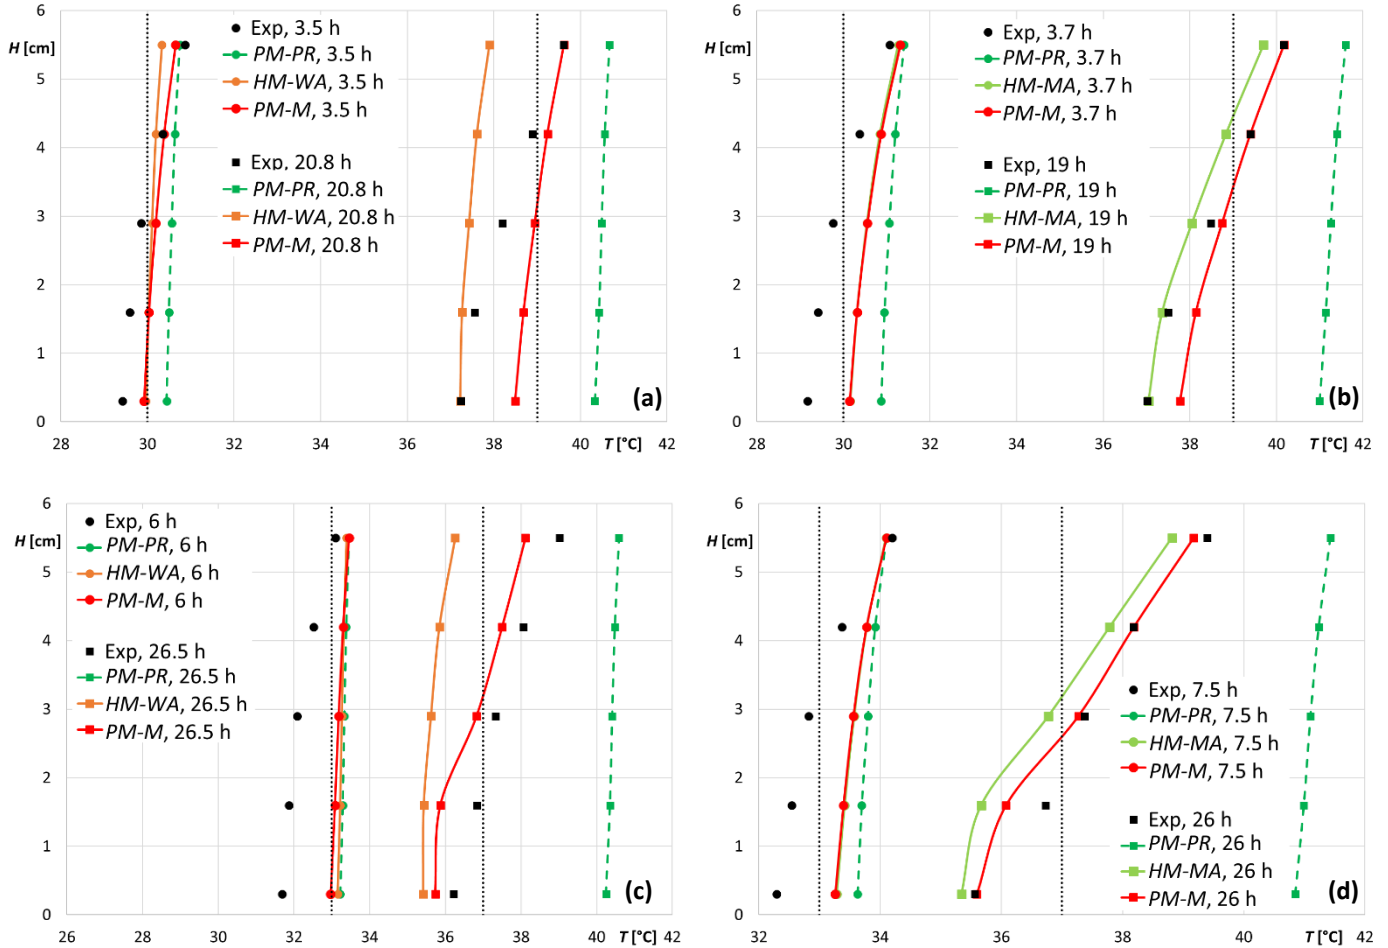 6
H [cm]
5
4
3
2
1
0
Exp, 3.5 h
PM-PR, 3.5 h
HM-WA, 3.5 h
PM-M, 3.5 h
Exp, 20.8 h
PM-PR, 20.8 h
HM-WA, 20.8 h
PM-M, 20.8 h
(a)
28 30 32 34 36 38 40 T [°C] 42
6
H [cm]
5
4
3
2
1
0
Exp, 3.7 h
PM-PR, 3.7 h
HM-MA, 3.7 h
PM-M, 3.7 h
Exp, 19 h
PM-PR, 19 h
HM-MA, 19 h
PM-M, 19 h
(b)
28 30 32 34 36 38 40 T [°C] 42
6
H [cm]
5
4
3
2
1
0
Exp, 6 h
PM-PR, 6 h
HM-WA, 6 h
PM-M, 6 h
Exp, 26.5 h
PM-PR, 26.5 h
HM-WA, 26.5 h
PM-M, 26.5 h
(c)
26 28 30 32 34 36 38 40 T [°C] 42
6
H [cm]
5
4
3
2
1
0
Exp, 7.5 h
PM-PR, 7.5 h
HM-MA, 7.5 h
PM-M, 7.5 h
Exp, 26 h
PM-PR, 26 h
HM-MA, 26 h
PM-M, 26 h
(d)
32 34 36 38 40 T [°C] 42